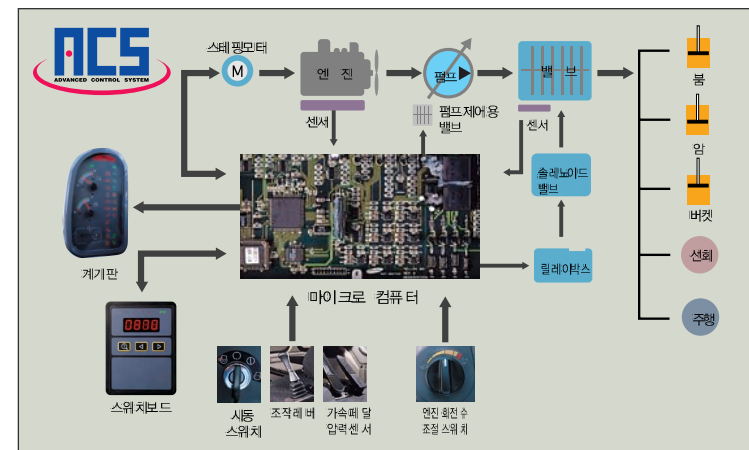 ACS
ADVANCED CONTROL SYSTEM
스테핑모터
M
엔 진
펌프
밸 브
붐
센서
펌프제어용
밸브
센서
암
솔레노이드
밸브
버켓
계기판
선회
릴레이박스
마이크로 컴퓨터
주행
스위치보드
시동
스위치
조작레버
가속페달
압력센서
엔진회전수
조절스위치